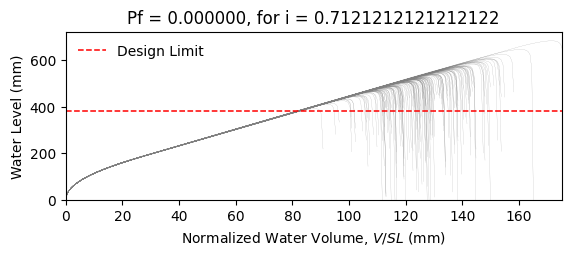 Pf = 0.000000, for i = 0.7121212121212122
Design Limit
Water Level (mm)
600
400
200
0
0 20 40 60 80 100 120 140 160
Normalized Water Volume, V/SL (mm)